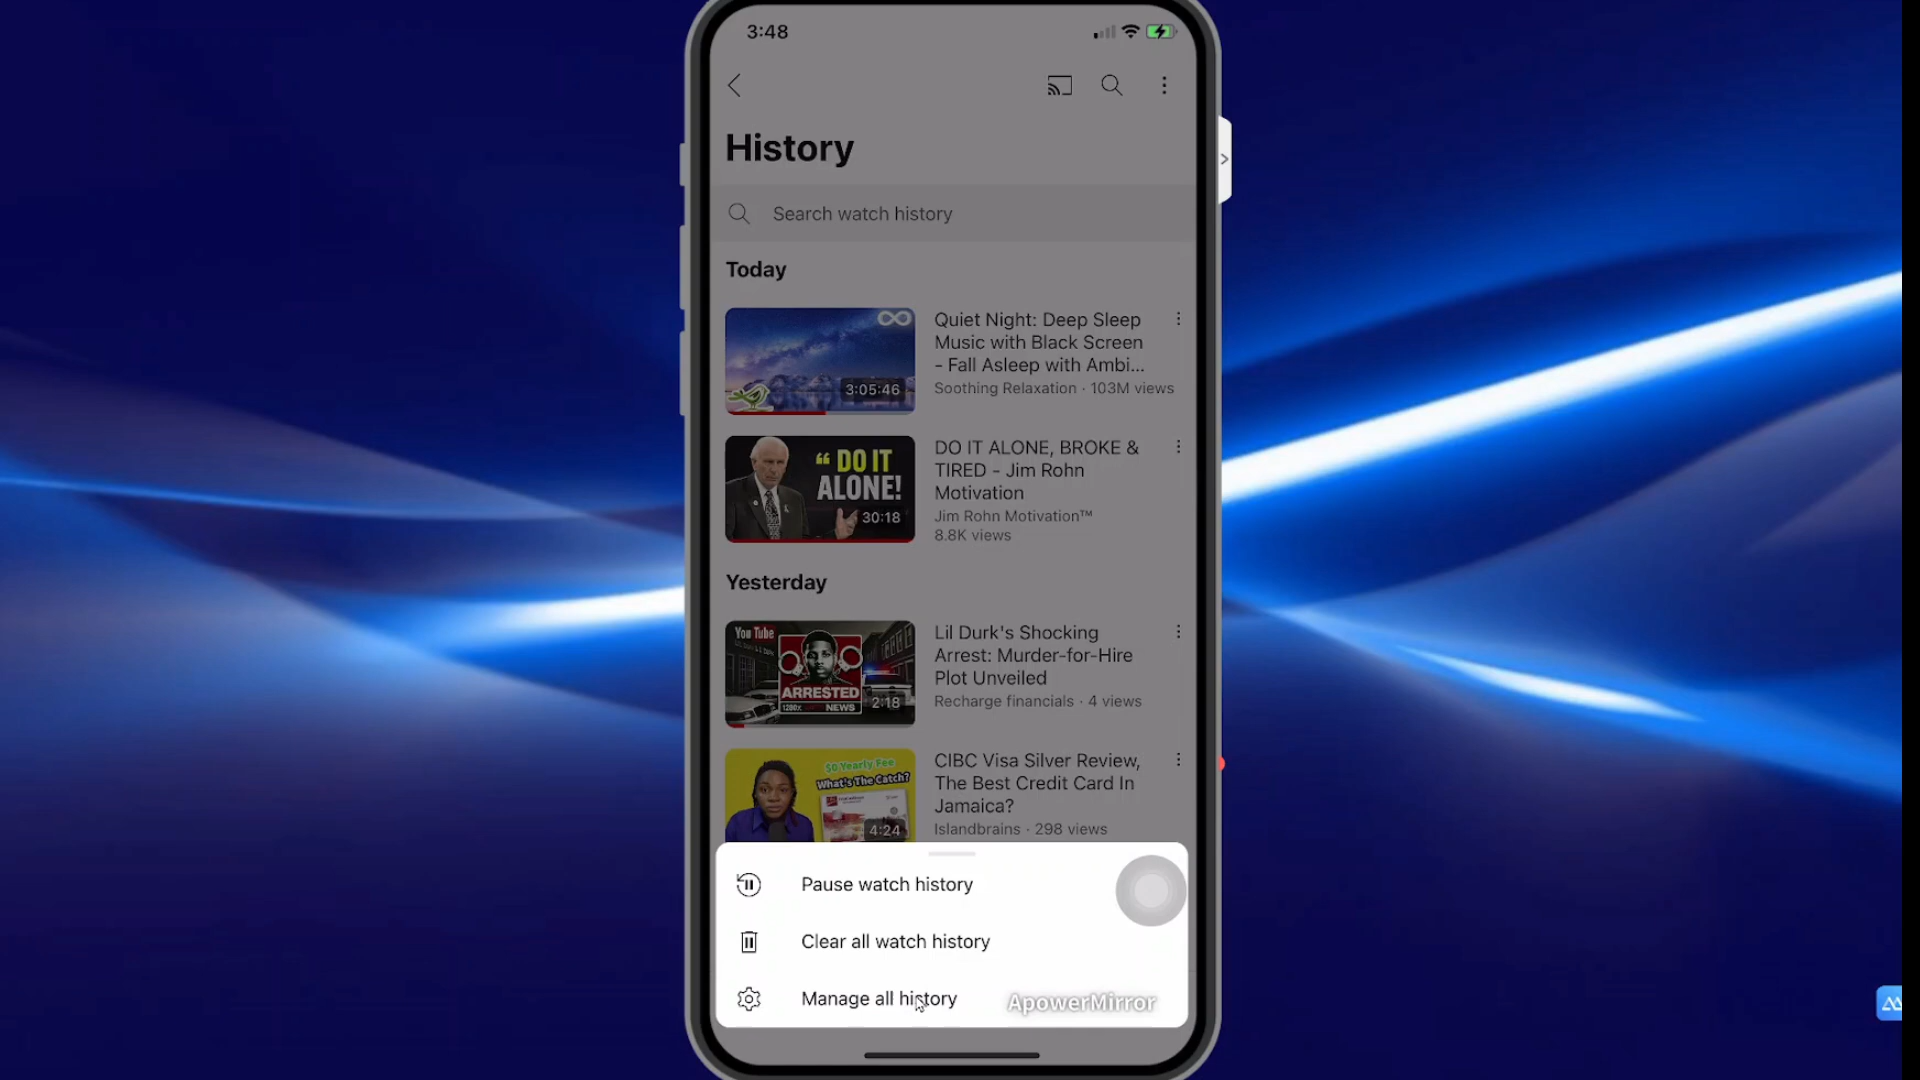 3:48
History
Search watch history
Today
3:05:46
Quiet Night: Deep Sleep
Music with Black Screen
- Fall Asleep with Ambi...
Soothing Relaxation · 103M views
“ DO IT
ALONE!
30:18
DO IT ALONE, BROKE &
TIRED - Jim Rohn
Motivation
Jim Rohn Motivation™
8.8K views
Yesterday
You Tube
ARRESTED
NEWS
2:18
Lil Durk's Shocking
Arrest: Murder-for-Hire
Plot Unveiled
Recharge financials · 4 views
$0 Yearly Fee
What's The Catch?
4:24
CIBC Visa Silver Review,
The Best Credit Card In
Jamaica?
Islandbrains · 298 views
Pause watch history
Clear all watch history
Manage all history
ApowerMirror